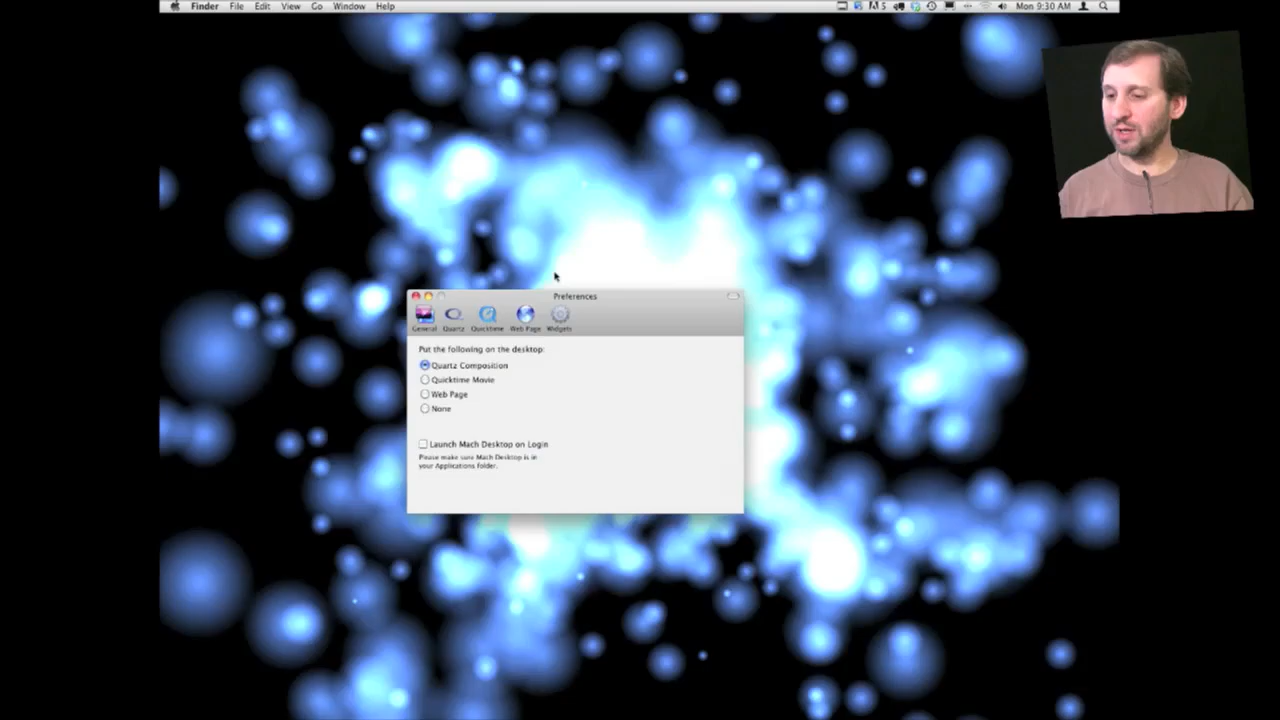 Finder File Edit View Go Window Help
5 Mon 9:30 AM
Preferences
General Quartz Quicktime Web Page Widgets
Put the following on the desktop:
Quartz Composition
Quicktime Movie
Web Page
None
Launch Mach Desktop on Login
Please make sure Mach Desktop is in
your Applications folder.